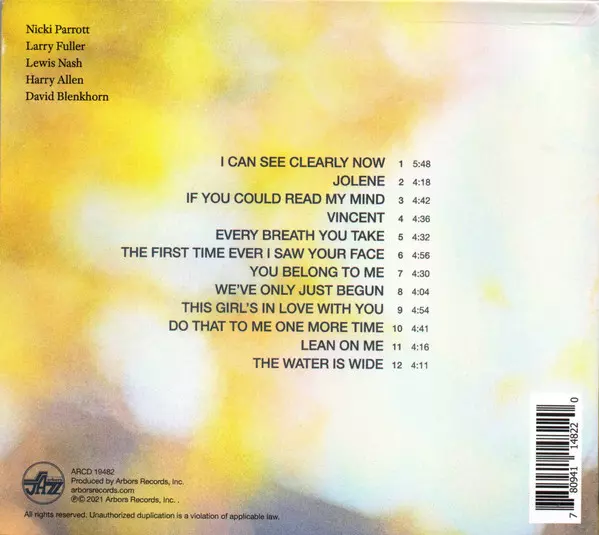 Nicki Parrott
Larry Fuller
Lewis Nash
Harry Allen
David Blenkhorn
I CAN SEE CLEARLY NOW 1 5:48
JOLENE 2 4:18
IF YOU COULD READ MY MIND 3 4:42
VINCENT 4 4:36
EVERY BREATH YOU TAKE 5 4:32
THE FIRST TIME EVER I SAW YOUR FACE 6 4:56
YOU BELONG TO ME 7 4:30
WE'VE ONLY JUST BEGUN 8 4:04
THIS GIRL'S IN LOVE WITH YOU 9 4:54
DO THAT TO ME ONE MORE TIME 10 4:41
LEAN ON ME 11 4:16
THE WATER IS WIDE 12 4:11
7 80941 14822 0
JAZZ
ARCD 19482
Produced by Arbors Records, Inc.
arborsrecords.com
℗© 2021 Arbors Records, Inc. .
All rights reserved. Unauthorized duplication is a violation of applicable law.